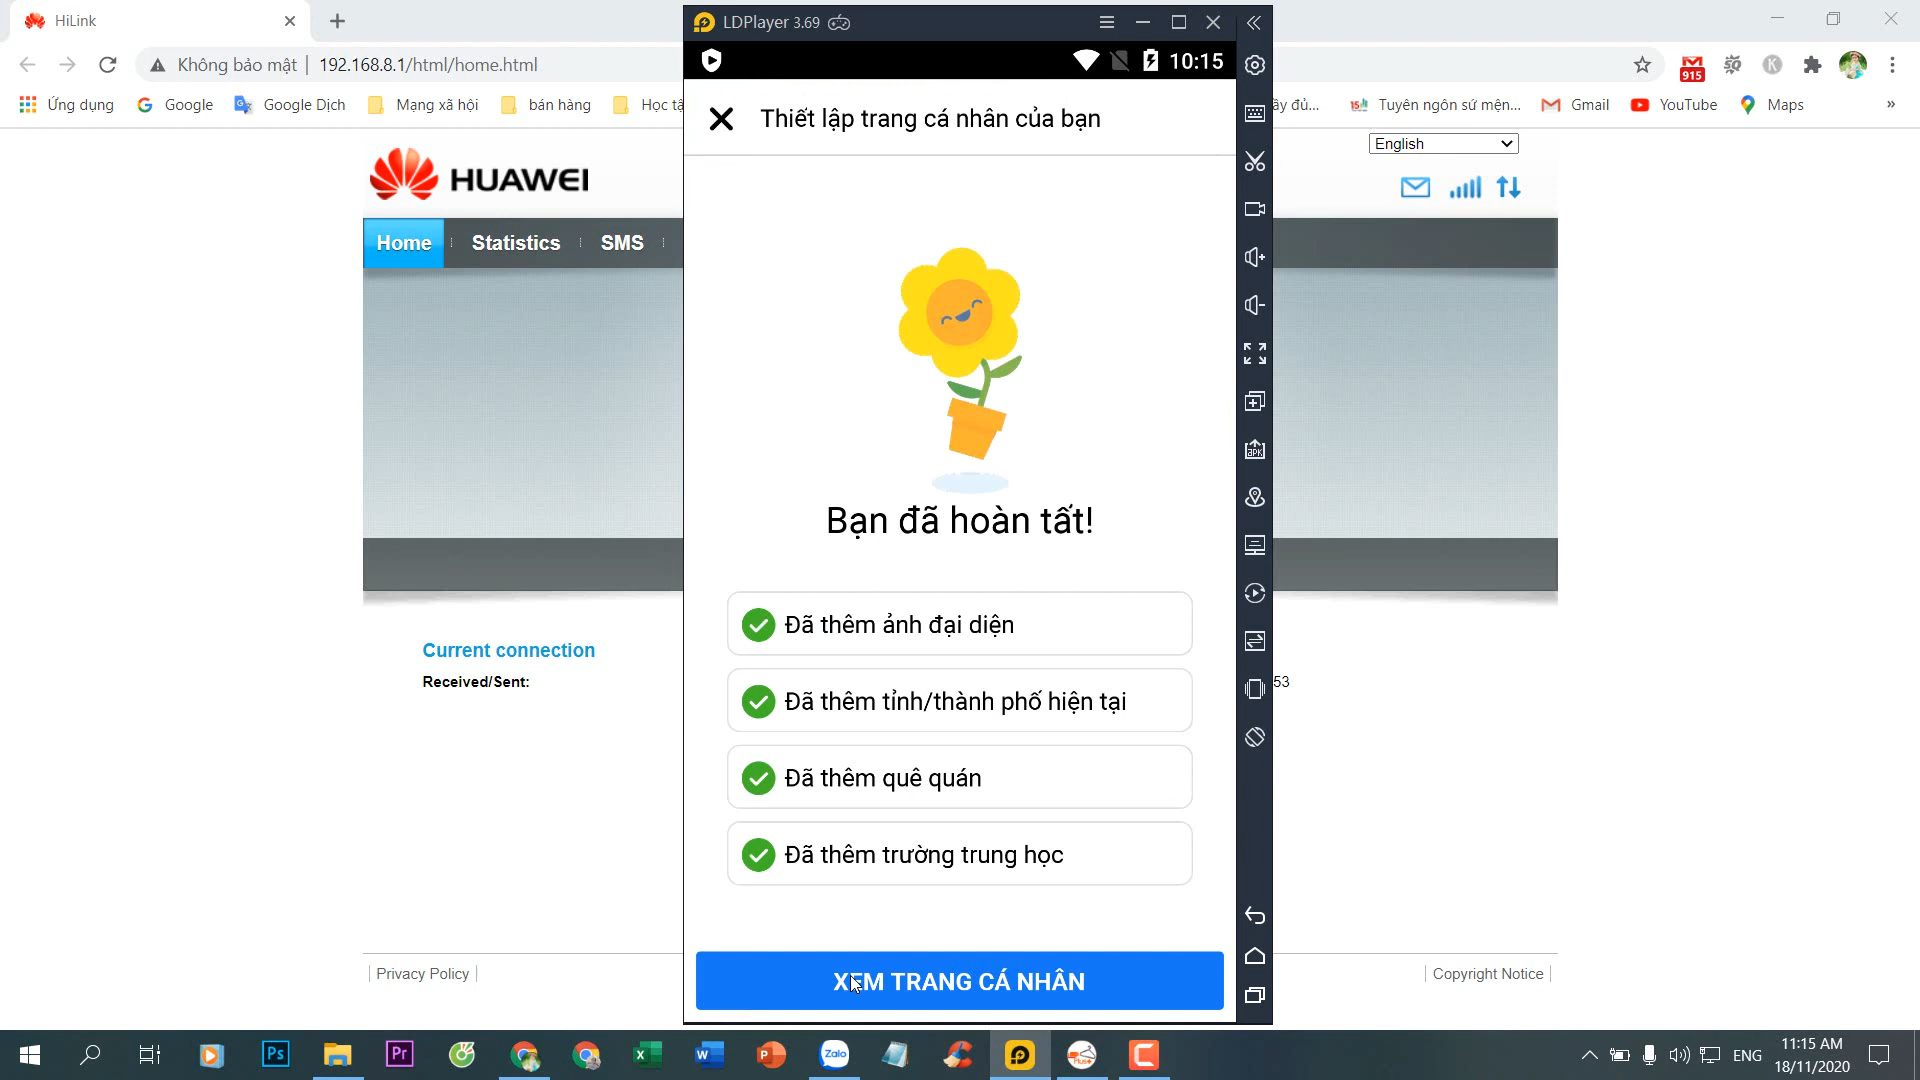 HiLink
LDPlayer 3.69
10:15
Không bảo mật
192.168.8.1/html/home.html
915
Ứng dụng
Google
Google Dịch
Mạng xã hội
bán hàng
Tuyên ngôn sứ mện...
Gmail
YouTube
Maps
»
Thiết lập trang cá nhân của bạn
English
HUAWEI
Home
Statistics
SMS
Bạn đã hoàn tất!
Đã thêm ảnh đại diện
Đã thêm tỉnh/thành phố hiện tại
Đã thêm quê quán
Đã thêm trường trung học
XEM TRANG CÁ NHÂN
Current connection
Received/Sent:
53
Privacy Policy
Copyright Notice
Ps
Pr
Zalo
ENG
11:15 AM
18/11/2020